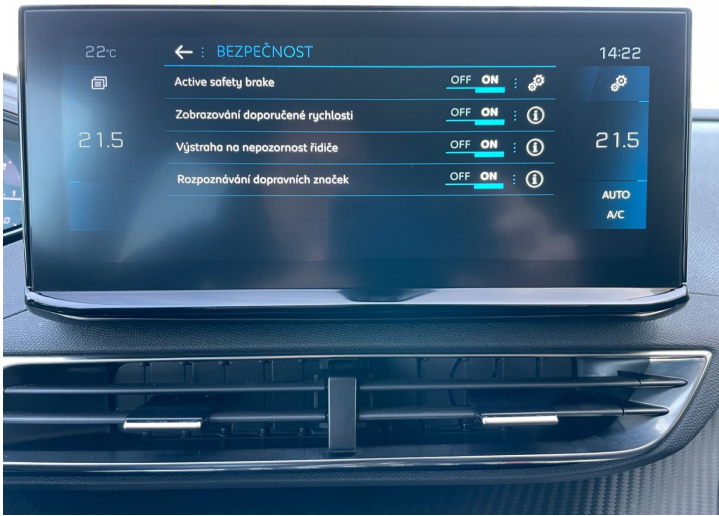 22°C
BEZPEČNOST
14:22
Active safety brake OFF ON
Zobrazování doporučené rychlosti OFF ON
21.5
21.5
Výstraha na nepozornost řidiče OFF ON
Rozpoznávání dopravních značek OFF ON
AUTO
A/C